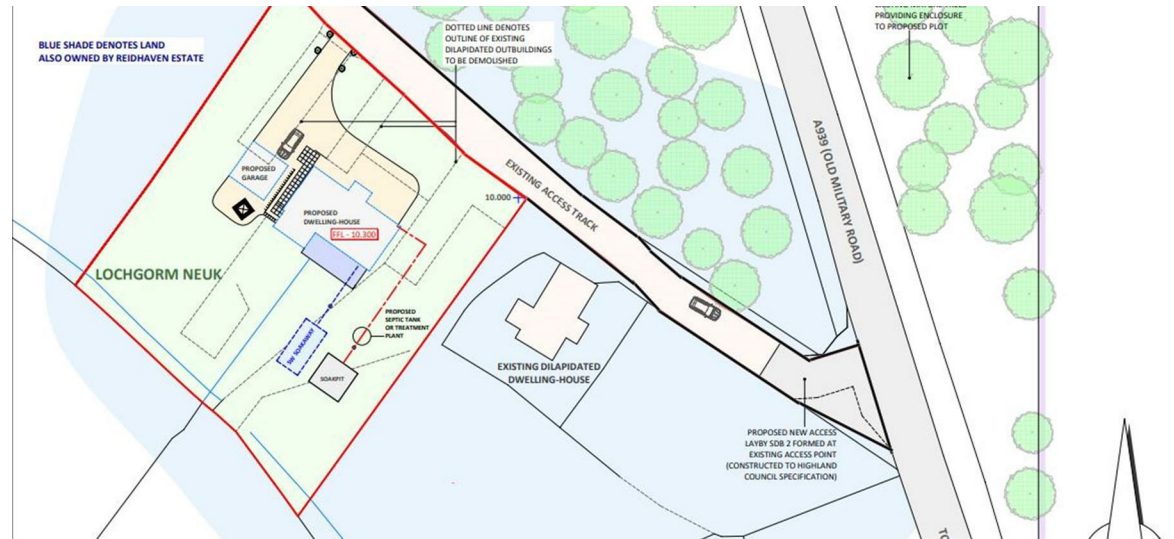 PROVIDING ENCLOSURE
TO PROPOSED PLOT
BLUE SHADE DENOTES LAND
ALSO OWNED BY REIDHAVEN ESTATE
DOTTED LINE DENOTES
OUTLINE OF EXISTING
DILAPIDATED OUTBUILDINGS
TO BE DEMOLISHED
A939 (OLD MILITARY ROAD)
EXISTING ACCESS TRACK
PROPOSED
GARAGE
10.000
PROPOSED
DWELLING-HOUSE
FFL - 10.300
LOCHGORM NEUK
PROPOSED
SEPTIC TANK
OR TREATMENT
PLANT
SW SOAKAWAY
SOAKPIT
EXISTING DILAPIDATED
DWELLING-HOUSE
PROPOSED NEW ACCESS
LAYBY SDB 2 FORMED AT
EXISTING ACCESS POINT
(CONSTRUCTED TO HIGHLAND
COUNCIL SPECIFICATION)